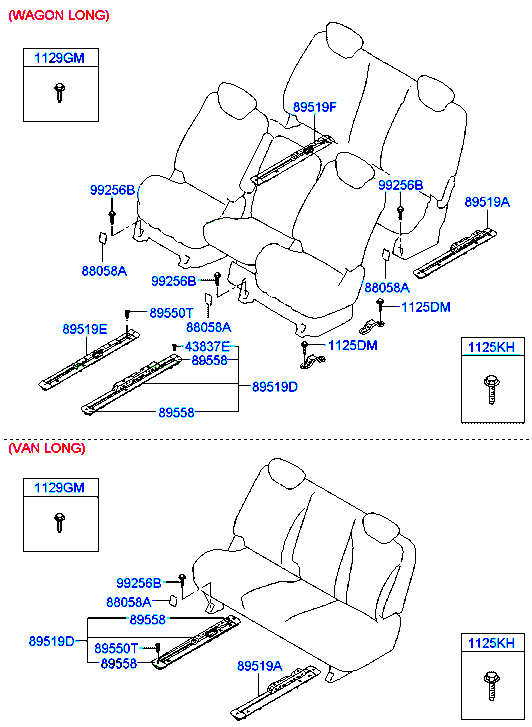 (WAGON LONG)
1129GM
89519F
99256B
99256B
89519A
88058A
99256B
88058A
88058A
1125DM
89550T
89519E
43837E
1125DM
1125KH
89558
89519D
89558
(VAN LONG)
1129GM
99256B
88058A
89558
89519D
89550T
89558
89519A
1125KH